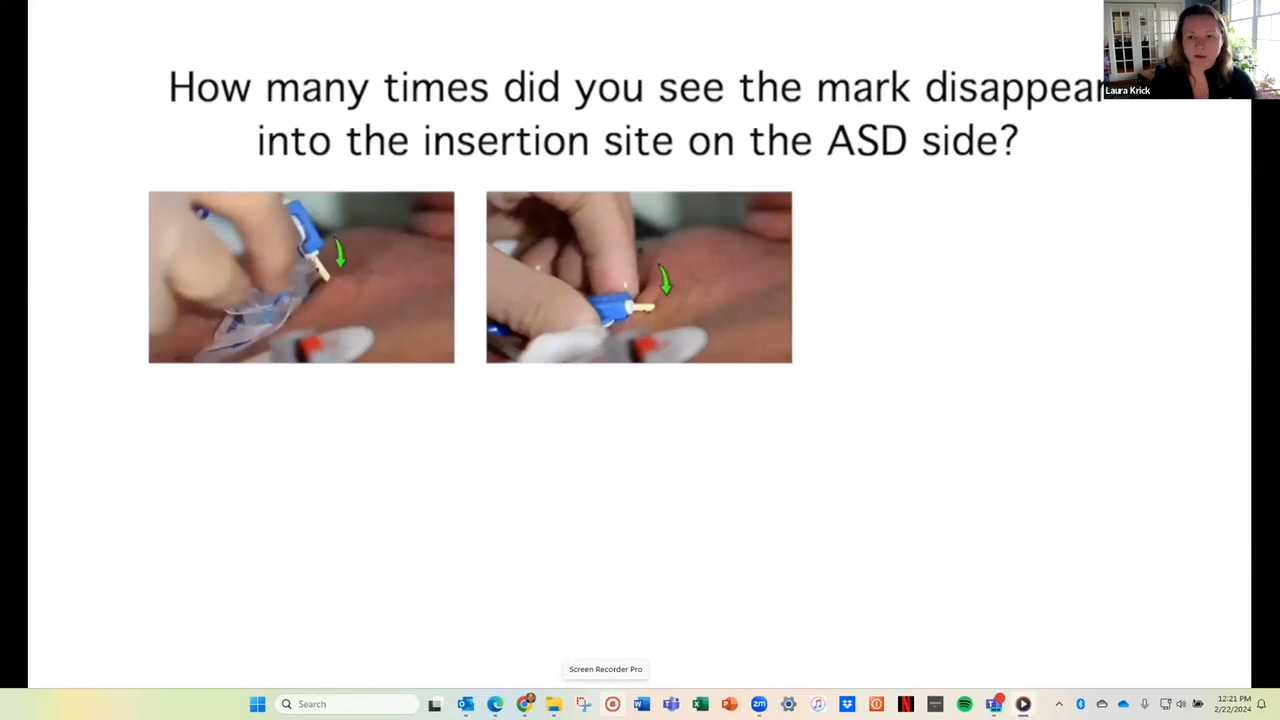 How many times did you see the mark disappear
into the insertion site on the ASD side?
Laura Krick
Screen Recorder Pro
Search
12:21 PM
2/22/2024